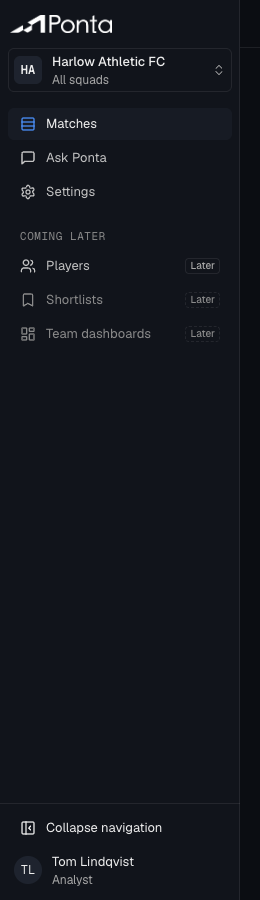 Ponta
HA
Harlow Athletic FC
All squads
Matches
Ask Ponta
Settings
COMING LATER
Players
Later
Shortlists
Later
Team dashboards
Later
Collapse navigation
TL
Tom Lindqvist
Analyst